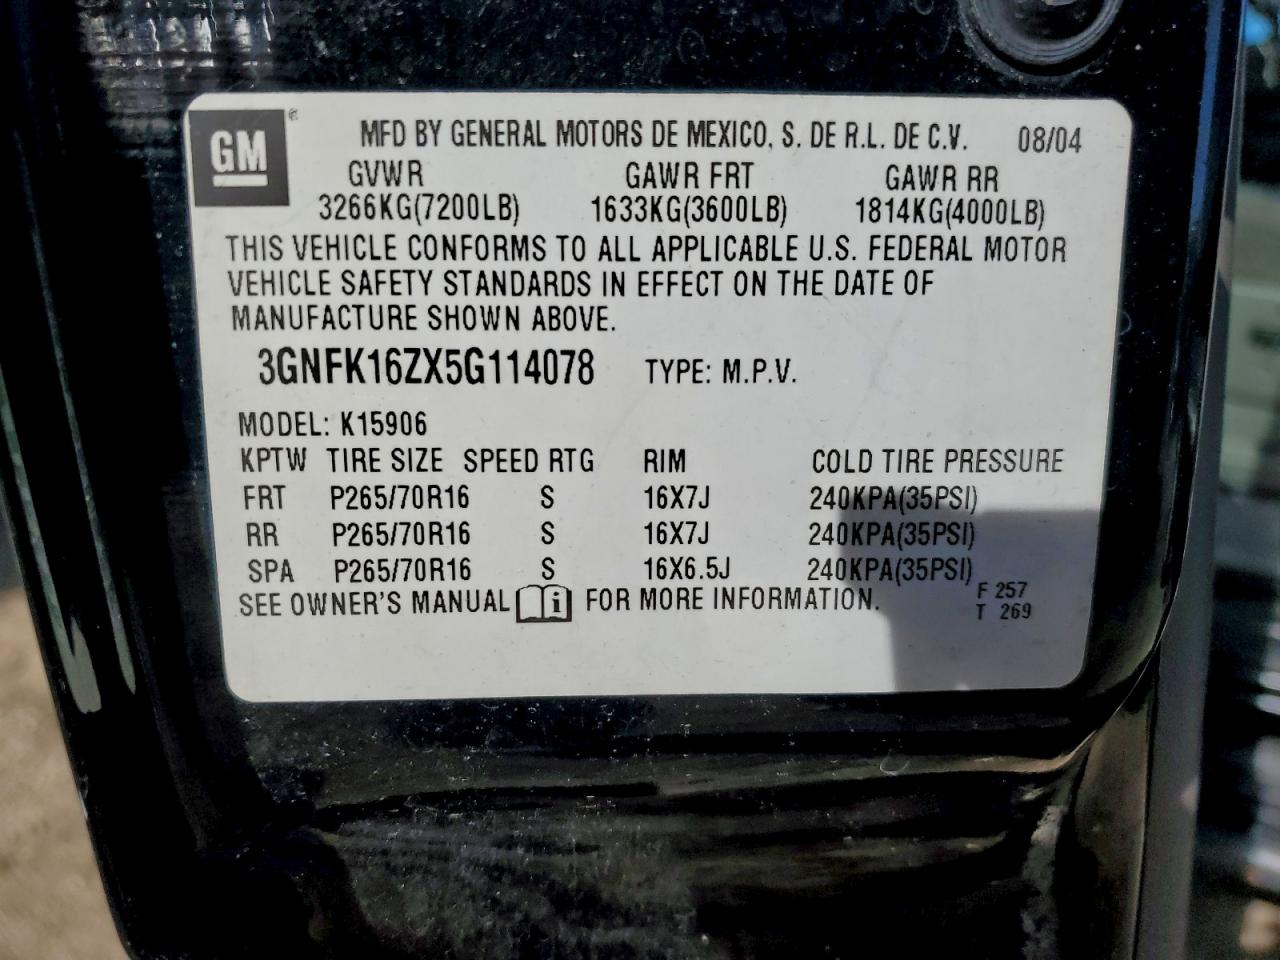 GM ® MFD BY GENERAL MOTORS DE MEXICO, S. DE R.L. DE C.V. 08/04
GVWR GAWR FRT GAWR RR
3266KG(7200LB) 1633KG(3600LB) 1814KG(4000LB)
THIS VEHICLE CONFORMS TO ALL APPLICABLE U.S. FEDERAL MOTOR
VEHICLE SAFETY STANDARDS IN EFFECT ON THE DATE OF
MANUFACTURE SHOWN ABOVE.
3GNFK16ZX5G114078 TYPE: M.P.V.
MODEL: K15906
KPTW TIRE SIZE SPEED RTG RIM COLD TIRE PRESSURE
FRT P265/70R16 S 16X7J 240KPA(35PSI)
RR P265/70R16 S 16X7J 240KPA(35PSI)
SPA P265/70R16 S 16X6.5J 240KPA(35PSI)
SEE OWNER'S MANUAL i FOR MORE INFORMATION. F 257
T 269